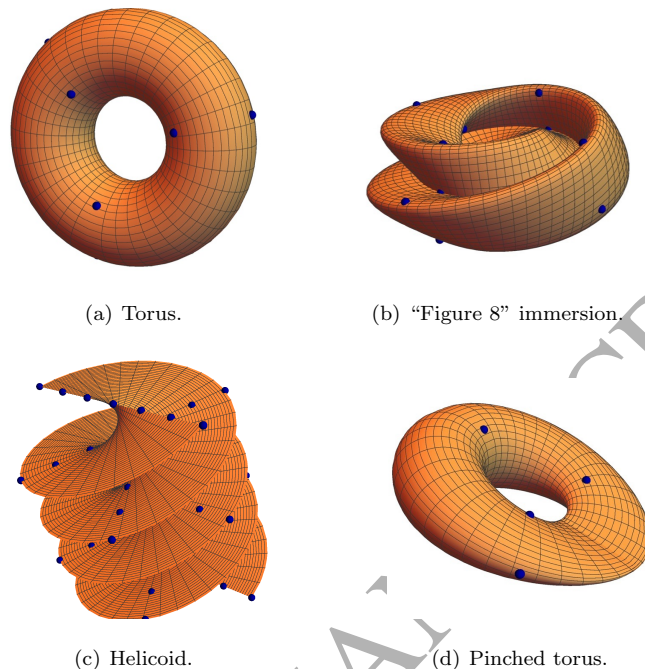 (a) Torus.
(b) “Figure 8” immersion.
(c) Helicoid.
(d) Pinched torus.